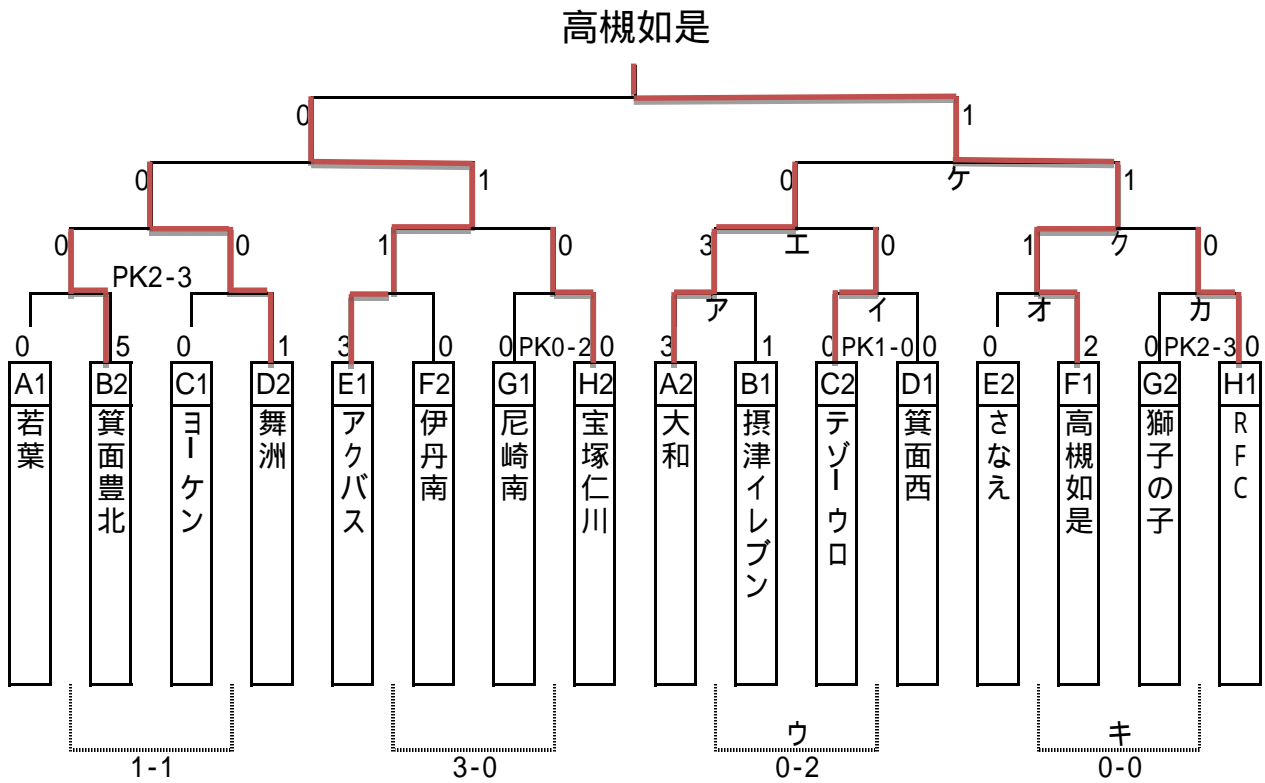 高槻如是
0 1
0 1 0 ケ 1
0 0 1 0 3 エ 0 1 ク 0
PK2-3
ア イ オ カ
0 5 0 1 3 0 0 PK0-2 0 3 1 0 PK1-0 0 0 2 0 PK2-3 0
A1 B2 C1 D2 E1 F2 G1 H2 A2 B1 C2 D1 E2 F1 G2 H1
若葉
箕面豊北
ヨーケン
舞洲
アクバス
伊丹南
尼崎南
宝塚仁川
大和
摂津イレブン
テゾーウロ
箕面西
さなえ
高槻如是
獅子の子
RFC
ウ キ
1-1 3-0 0-2 0-0